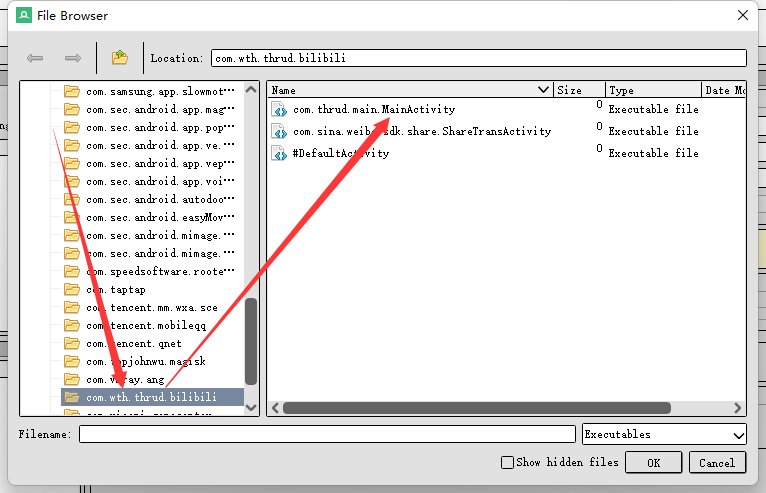 File Browser
Location: com.wth.thrud.bilibili
com.samsung.app.slowmot…
com.sec.android.app.mag…
com.sec.android.app.pop…
com.sec.android.app.ve.…
com.sec.android.app.vep…
com.sec.android.app.voi…
com.sec.android.autodoo…
com.sec.android.easyMov…
com.sec.android.mimage.…
com.sec.android.mimage.…
com.speedsoftware.roote…
com.taptap
com.tencent.mm.wxa.sce
com.tencent.mobileqq
com.tencent.qnet
com.topjohnwu.magisk
com.v2ray.ang
com.wth.thrud.bilibili
Name Size Type Date Mo
com.thrud.main.MainActivity 0 Executable file
com.sina.weibo.sdk.share.ShareTransActivity 0 Executable file
#DefaultActivity 0 Executable file
Filename: Executables
Show hidden files OK Cancel